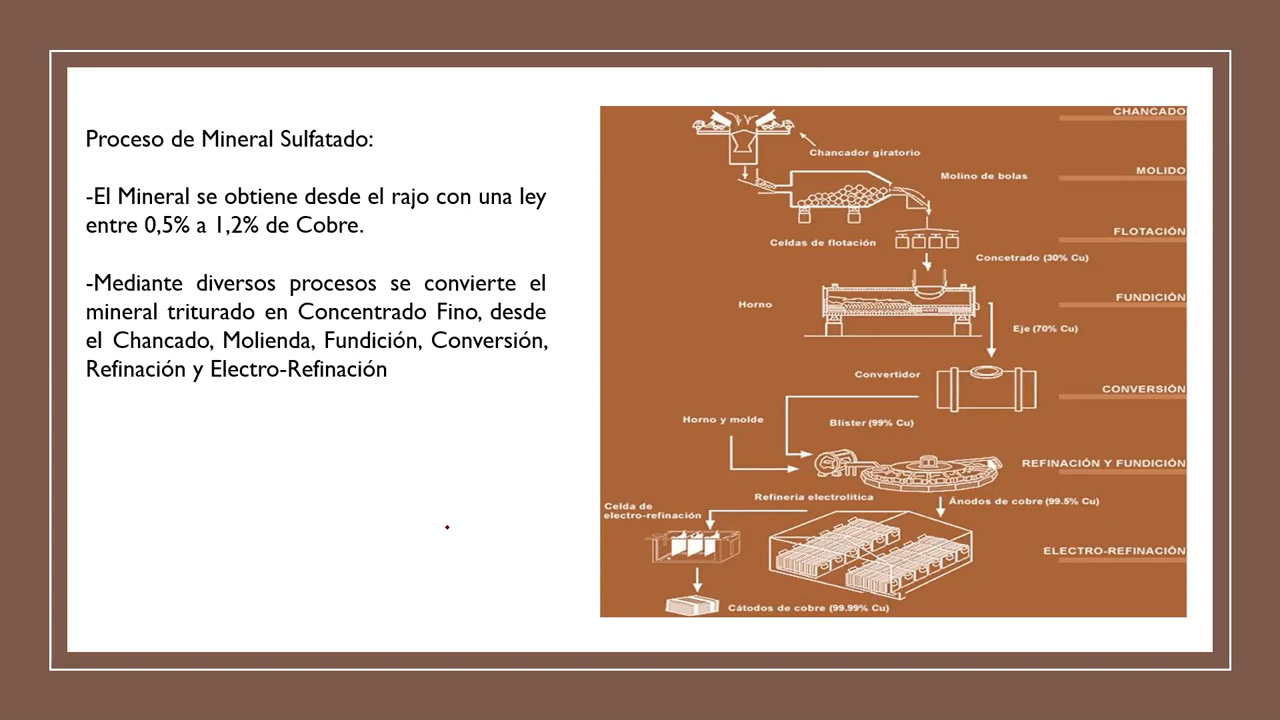 Proceso de Mineral Sulfatado:
-El Mineral se obtiene desde el rajo con una ley
entre 0,5% a 1,2% de Cobre.
-Mediante diversos procesos se convierte el
mineral triturado en Concentrado Fino, desde
el Chancado, Molienda, Fundición, Conversión,
Refinación y Electro-Refinación
CHANCADO
Chancador giratorio
MOLIDO
Molino de bolas
FLOTACIÓN
Celdas de flotación
Concetrado (30% Cu)
FUNDICIÓN
Horno
Eje (70% Cu)
Convertidor
CONVERSIÓN
Horno y molde
Blister (99% Cu)
REFINACIÓN Y FUNDICIÓN
Refinería electrolítica
Ánodos de cobre (99.5% Cu)
Celda de
electro-refinación
ELECTRO-REFINACIÓN
Cátodos de cobre (99.99% Cu)